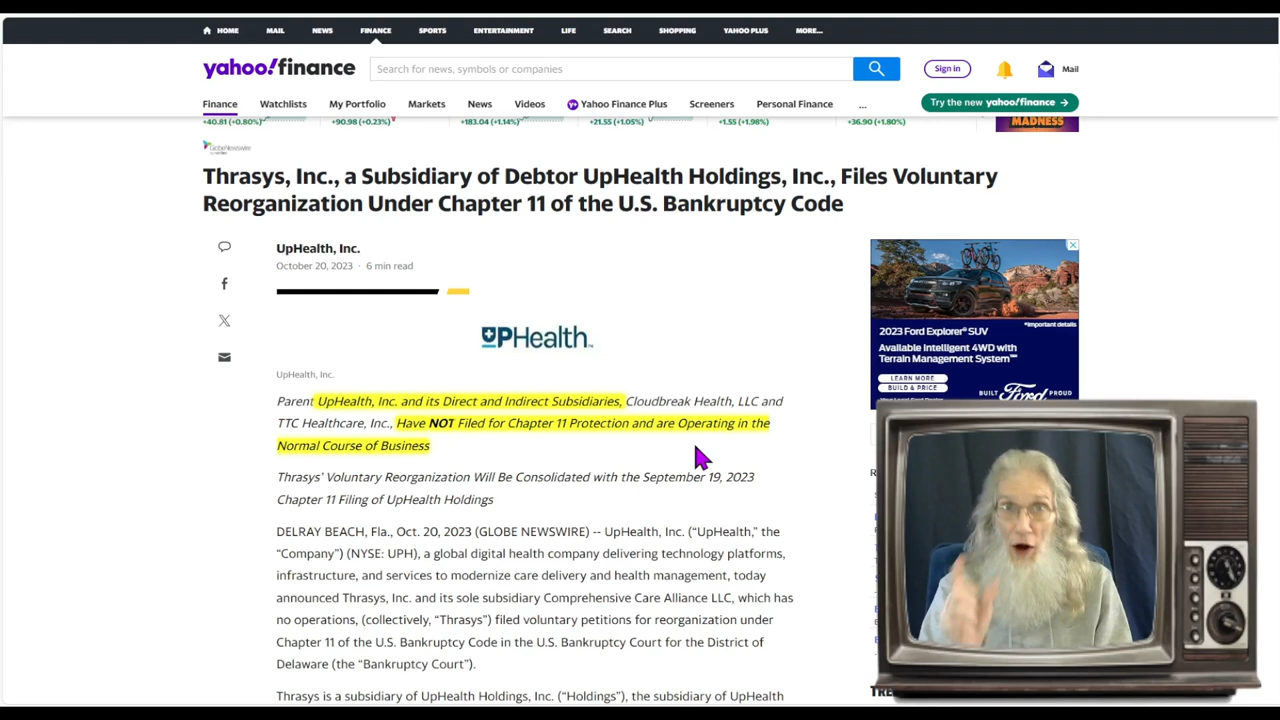 HOME MAIL NEWS FINANCE SPORTS ENTERTAINMENT LIFE SEARCH SHOPPING YAHOO PLUS MORE...
yahoo!finance Search for news, symbols or companies Sign in Mail
Finance Watchlists My Portfolio Markets News Videos Yahoo Finance Plus Screeners Personal Finance ... Try the new yahoo!finance →
+40.81 (+0.80%) +90.98 (+0.23%) +183.04 (+1.14%) +21.55 (+1.05%) +1.55 (+1.98%) +36.90 (+1.80%) MADNESS
GlobeNewswire
Thrasys, Inc., a Subsidiary of Debtor UpHealth Holdings, Inc., Files Voluntary
Reorganization Under Chapter 11 of the U.S. Bankruptcy Code
UpHealth, Inc.
October 20, 2023 · 6 min read
UPHealth™
UpHealth, Inc.
Parent UpHealth, Inc. and its Direct and Indirect Subsidiaries, Cloudbreak Health, LLC and
TTC Healthcare, Inc., Have NOT Filed for Chapter 11 Protection and are Operating in the
Normal Course of Business
Thrasys' Voluntary Reorganization Will Be Consolidated with the September 19, 2023
Chapter 11 Filing of UpHealth Holdings
DELRAY BEACH, Fla., Oct. 20, 2023 (GLOBE NEWSWIRE) -- UpHealth, Inc. (“UpHealth,” the
“Company”) (NYSE: UPH), a global digital health company delivering technology platforms,
infrastructure, and services to modernize care delivery and health management, today
announced Thrasys, Inc. and its sole subsidiary Comprehensive Care Alliance LLC, which has
no operations, (collectively, “Thrasys”) filed voluntary petitions for reorganization under
Chapter 11 of the U.S. Bankruptcy Code in the U.S. Bankruptcy Court for the District of
Delaware (the “Bankruptcy Court”).
Thrasys is a subsidiary of UpHealth Holdings, Inc. (“Holdings”), the subsidiary of UpHealth
*Important details
2023 Ford Explorer® SUV
Available Intelligent 4WD with
Terrain Management System™
LEARN MORE
BUILD & PRICE
BUILT Ford PROUD